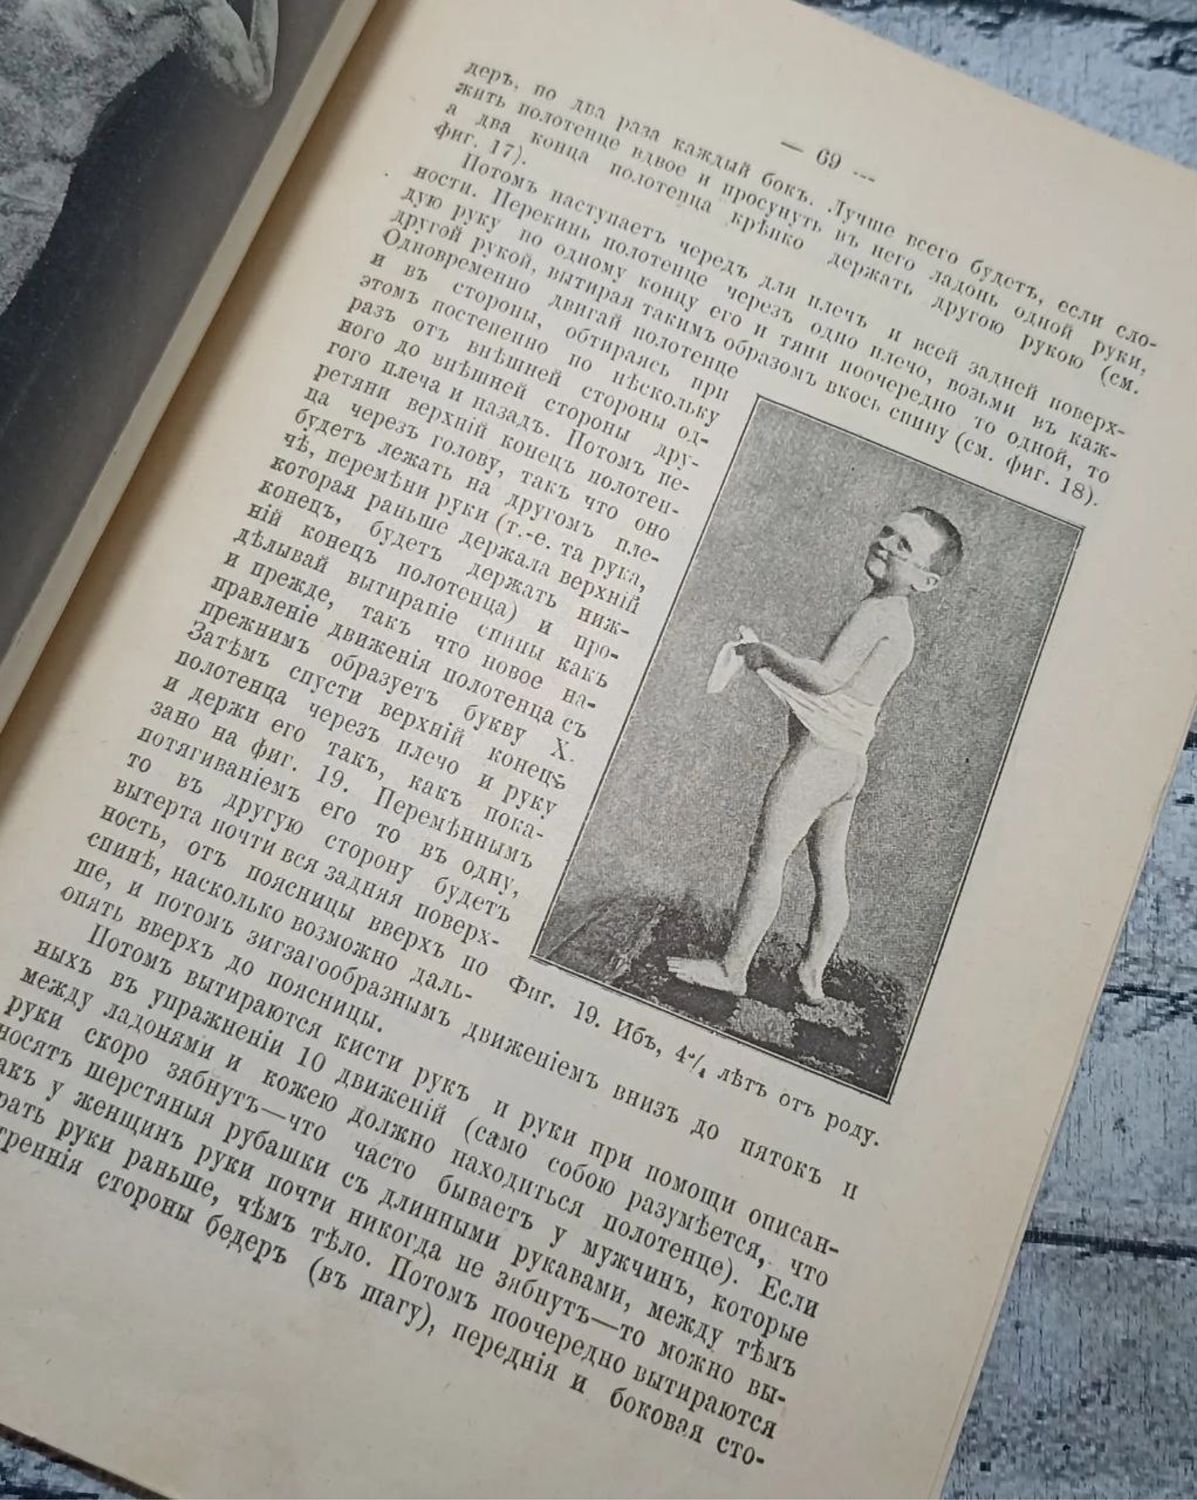 — 69 —
деръ, по два раза каждый бокъ. Лучше всего будетъ, если сло-
жить полотенце вдвое и просунуть въ него ладонь одной руки,
а два конца полотенца крѣпко держать другою рукою (см.
фиг. 17).
Потомъ наступаетъ чередъ для плечъ и всей задней поверх-
ности. Перекинь полотенце черезъ одно плечо, возьми въ каж-
дую руку по одному концу его и тяни поочередно то одной, то
другой рукой, вытирая такимъ образомъ вкось спину (см. фиг. 18).
Одновременно двигай полотенце
и въ стороны, обтираясь при
этомъ постепенно по нѣскольку
разъ отъ внѣшней стороны од-
ного до внѣшней стороны дру-
гого плеча и назадъ. Потомъ пе-
ретяни верхній конецъ полотен-
ца черезъ голову, такъ что оно
будетъ лежать на другомъ пле-
чѣ, перемѣни руки (т.-е. та рука,
которая раньше держала верхній
конецъ, будетъ держать ниж-
ній конецъ полотенца) и про-
дѣлывай вытираніе спины какъ
и прежде, такъ что новое на-
правленіе движенія полотенца съ
прежнимъ образуетъ букву X.
Затѣмъ спусти верхній конецъ
полотенца черезъ плечо и руку
и держи его такъ, какъ пока-
зано на фиг. 19. Перемѣннымъ
потягиваніемъ его то въ одну,
то въ другую сторону будетъ
вытерта почти вся задняя поверх-
ность, отъ поясницы вверхъ по
спинѣ, насколько возможно даль-
ше, и потомъ зигзагообразнымъ движеніемъ внизъ до пятокъ и
опять вверхъ до поясницы.
Фиг. 19. Ибъ, 4 лѣтъ отъ роду.
Потомъ вытираются кисти рукъ и руки при помощи описан-
ныхъ въ упражненіи 10 движеній (само собою разумѣется, что
между ладонями и кожею должно находиться полотенце). Если
руки скоро зябнутъ—что часто бываетъ у мужчинъ, которые
носятъ шерстяныя рубашки съ длинными рукавами, между тѣмъ
акъ у женщинъ руки почти никогда не зябнутъ—то можно вы-
рать руки раньше, чѣмъ тѣло. Потомъ поочередно вытираются
треннія стороны бедеръ (въ шагу), переднія и боковая сто-